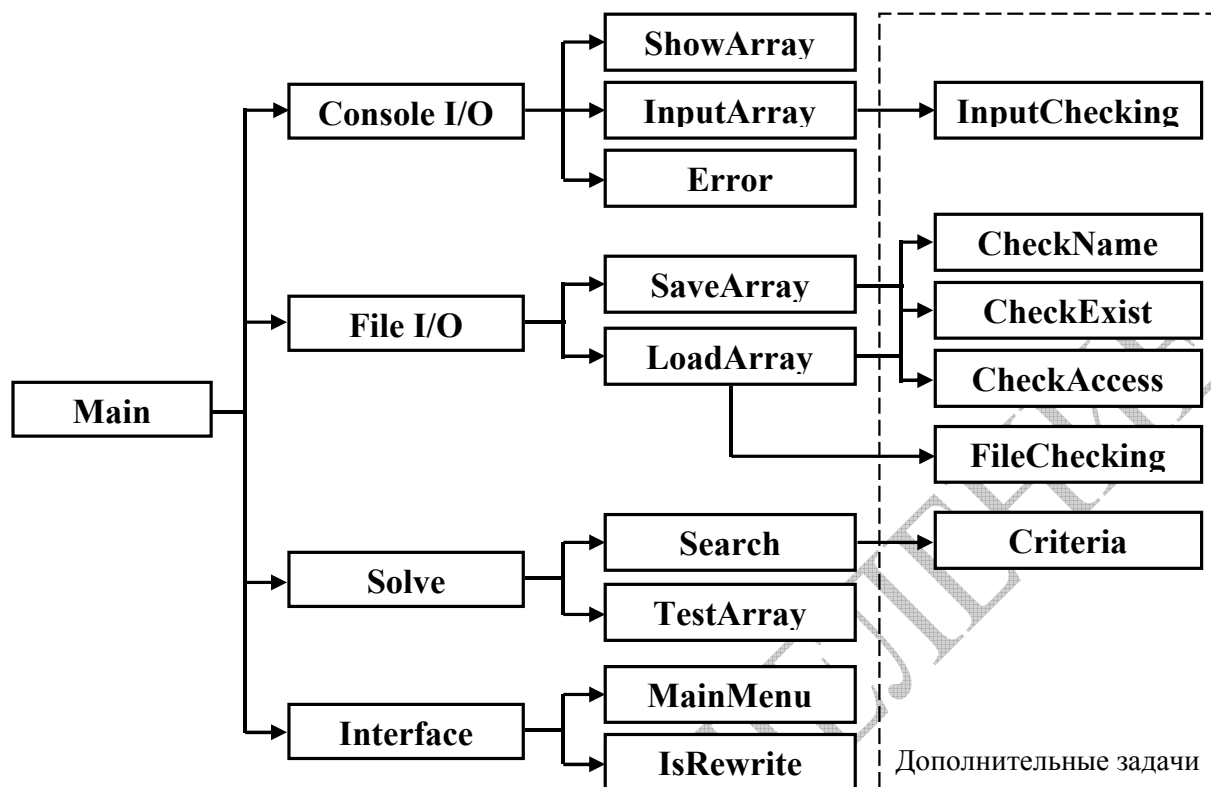 ShowArray
Console I/O
InputArray
InputChecking
Error
CheckName
SaveArray
File I/O
CheckExist
LoadArray
CheckAccess
Main
FileChecking
Search
Criteria
Solve
TestArray
MainMenu
Interface
IsRewrite
Дополнительные задачи